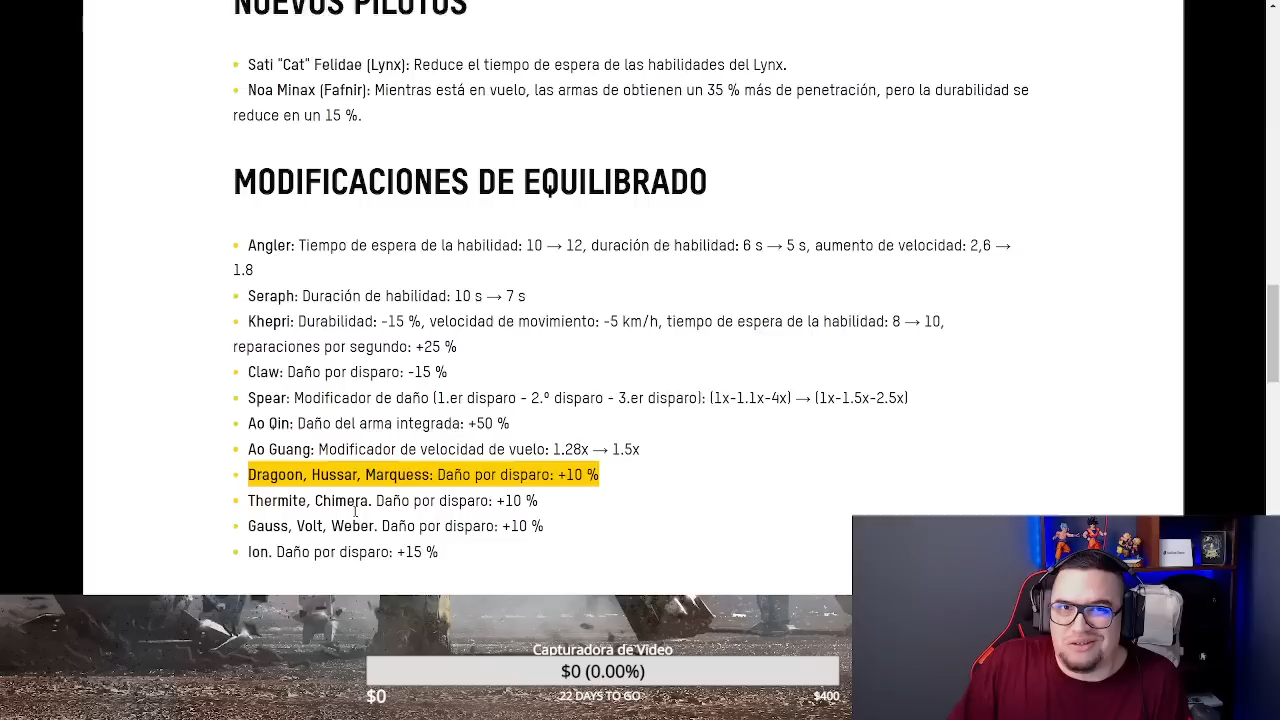 NUEVOS PILOTOS
• Sati "Cat" Felidae (Lynx): Reduce el tiempo de espera de las habilidades del Lynx.
• Noa Minax (Fafnir): Mientras está en vuelo, las armas de obtienen un 35 % más de penetración, pero la durabilidad se
reduce en un 15 %.
MODIFICACIONES DE EQUILIBRADO
• Angler: Tiempo de espera de la habilidad: 10 → 12, duración de habilidad: 6 s → 5 s, aumento de velocidad: 2,6 →
1.8
• Seraph: Duración de habilidad: 10 s → 7 s
• Khepri: Durabilidad: -15 %, velocidad de movimiento: -5 km/h, tiempo de espera de la habilidad: 8 → 10,
reparaciones por segundo: +25 %
• Claw: Daño por disparo: -15 %
• Spear: Modificador de daño (1.er disparo - 2.º disparo - 3.er disparo): (1x-1.1x-4x) → (1x-1.5x-2.5x)
• Ao Qin: Daño del arma integrada: +50 %
• Ao Guang: Modificador de velocidad de vuelo: 1.28x → 1.5x
• Dragoon, Hussar, Marquess: Daño por disparo: +10 %
• Thermite, Chimera. Daño por disparo: +10 %
• Gauss, Volt, Weber. Daño por disparo: +10 %
• Ion. Daño por disparo: +15 %
Capturadora de Video
$0 (0.00%)
$0 22 DAYS TO GO $400